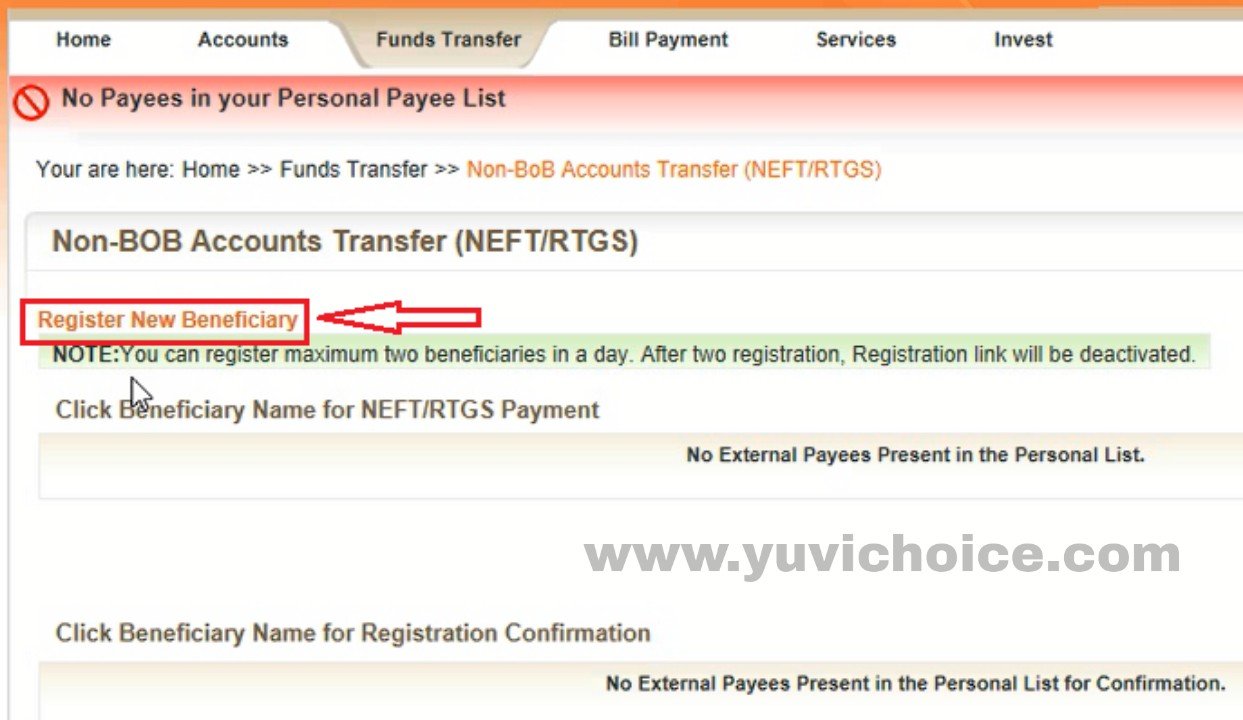 Home Accounts Funds Transfer Bill Payment Services Invest
No Payees in your Personal Payee List
Your are here: Home >> Funds Transfer >> Non-BoB Accounts Transfer (NEFT/RTGS)
Non-BOB Accounts Transfer (NEFT/RTGS)
Register New Beneficiary
NOTE:You can register maximum two beneficiaries in a day. After two registration, Registration link will be deactivated.
Click Beneficiary Name for NEFT/RTGS Payment
No External Payees Present in the Personal List.
www.yuvichoice.com
Click Beneficiary Name for Registration Confirmation
No External Payees Present in the Personal List for Confirmation.